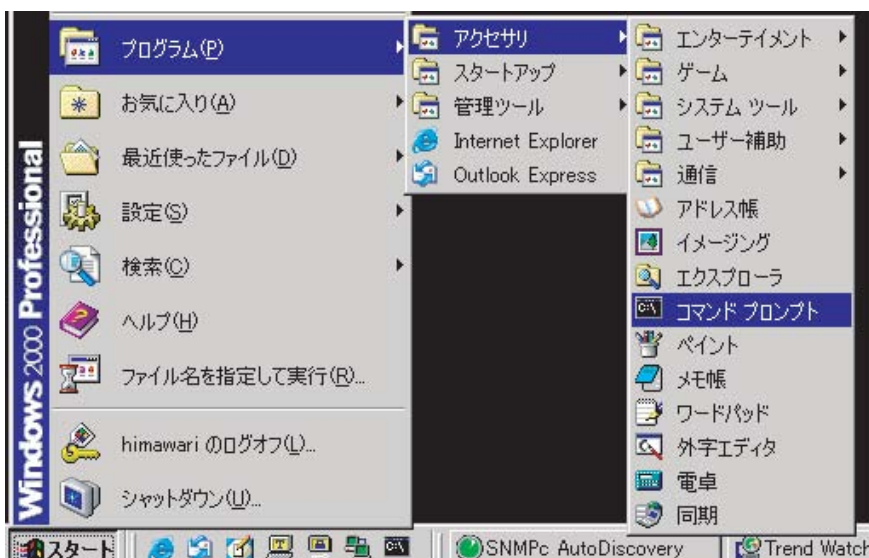 Windows 2000 Professional
プログラム(P)
お気に入り(A)
最近使ったファイル(D)
設定(S)
検索(C)
ヘルプ(H)
ファイル名を指定して実行(R)...
himawari のログオフ(L)...
シャットダウン(U)...
アクセサリ
スタートアップ
管理ツール
Internet Explorer
Outlook Express
エンターテイメント
ゲーム
システム ツール
ユーザー補助
通信
アドレス帳
イメージング
エクスプローラ
コマンド プロンプト
ペイント
メモ帳
ワードパッド
外字エディタ
電卓
同期
スタート
SNMPc AutoDiscovery
Trend Watch